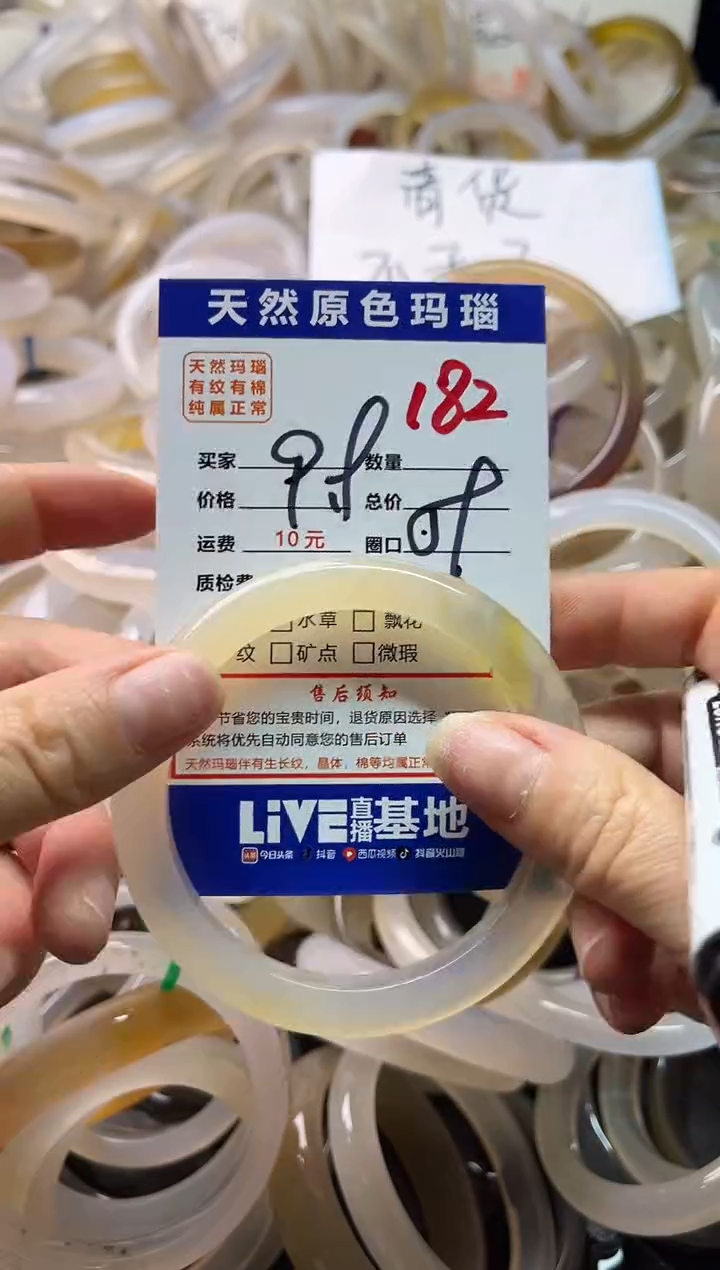 清货
天然原色玛瑙
天然玛瑙
有纹有棉
纯属正常
182
买家 数量
价格 总价
运费 10元 圈口
质检费
水草 飘花
纹 矿点 微瑕
售后须知
节省您的宝贵时间，退货原因选择
系统将优先自动同意您的售后订单
天然玛瑙伴有生长纹，晶体，棉等均属正常
LiVE直播基地
头条 今日头条 抖音 西瓜视频 抖音火山版